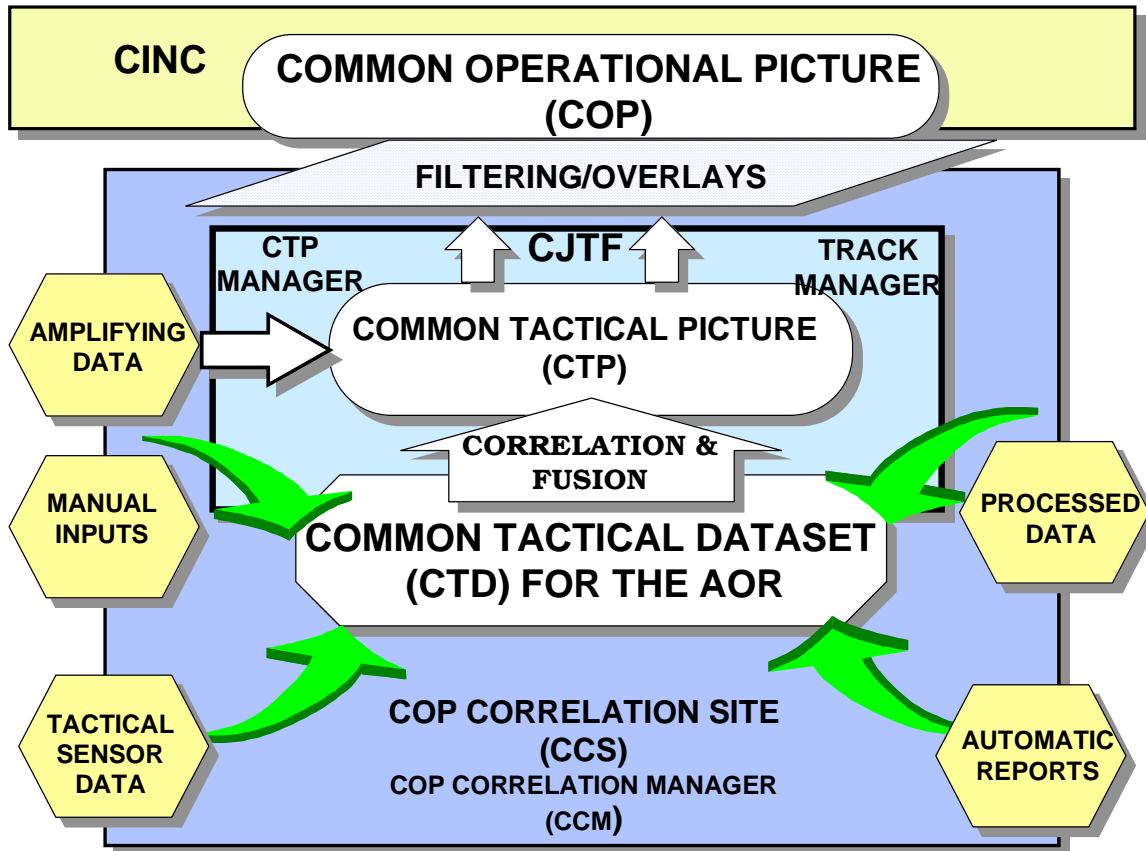 CINC
COMMON OPERATIONAL PICTURE
(COP)
FILTERING/OVERLAYS
CTP
MANAGER
CJTF
TRACK
MANAGER
AMPLIFYING
DATA
COMMON TACTICAL PICTURE
(CTP)
CORRELATION &
FUSION
MANUAL
INPUTS
PROCESSED
DATA
COMMON TACTICAL DATASET
(CTD) FOR THE AOR
TACTICAL
SENSOR
DATA
COP CORRELATION SITE
(CCS)
COP CORRELATION MANAGER
(CCM)
AUTOMATIC
REPORTS